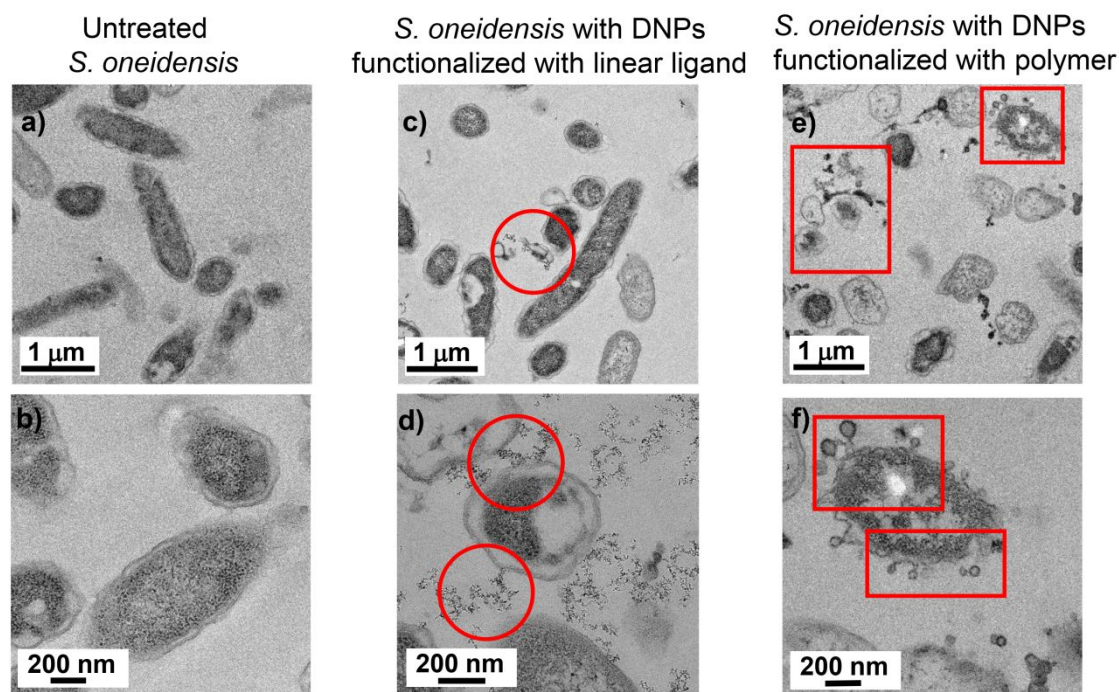 Untreated
S. oneidensis
S. oneidensis with DNPs
functionalized with linear ligand
S. oneidensis with DNPs
functionalized with polymer
a)
c)
e)
1 μm
1 μm
1 μm
b)
d)
f)
200 nm
200 nm
200 nm